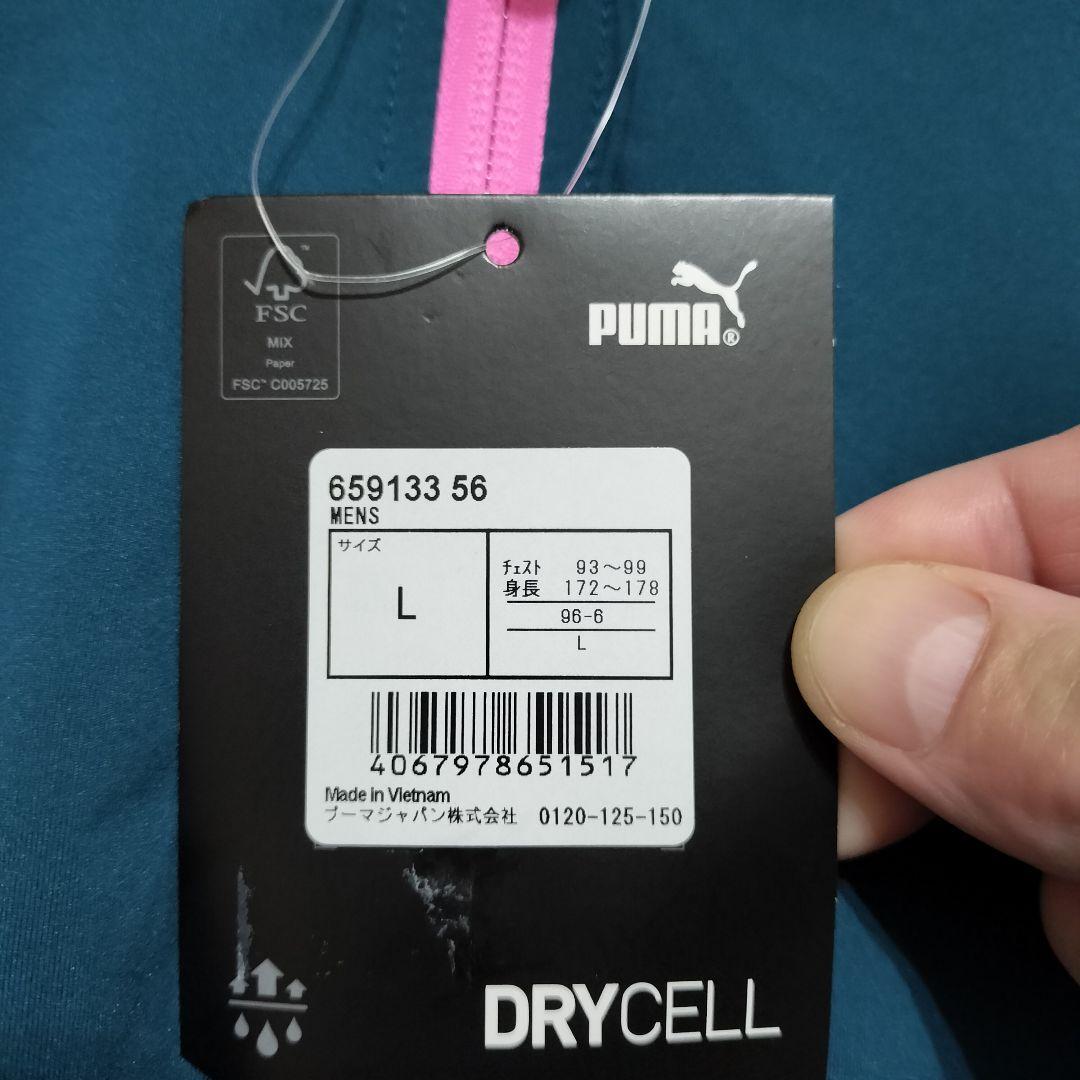 FSC
MIX
Paper
FSC™ C005725
PUMA®
659133 56
MENS
サイズ
L
ﾁｪｽﾄ 93～99
身長 172～178
96-6
L
4067978651517
Made in Vietnam
プーマジャパン株式会社 0120-125-150
DRYCELL